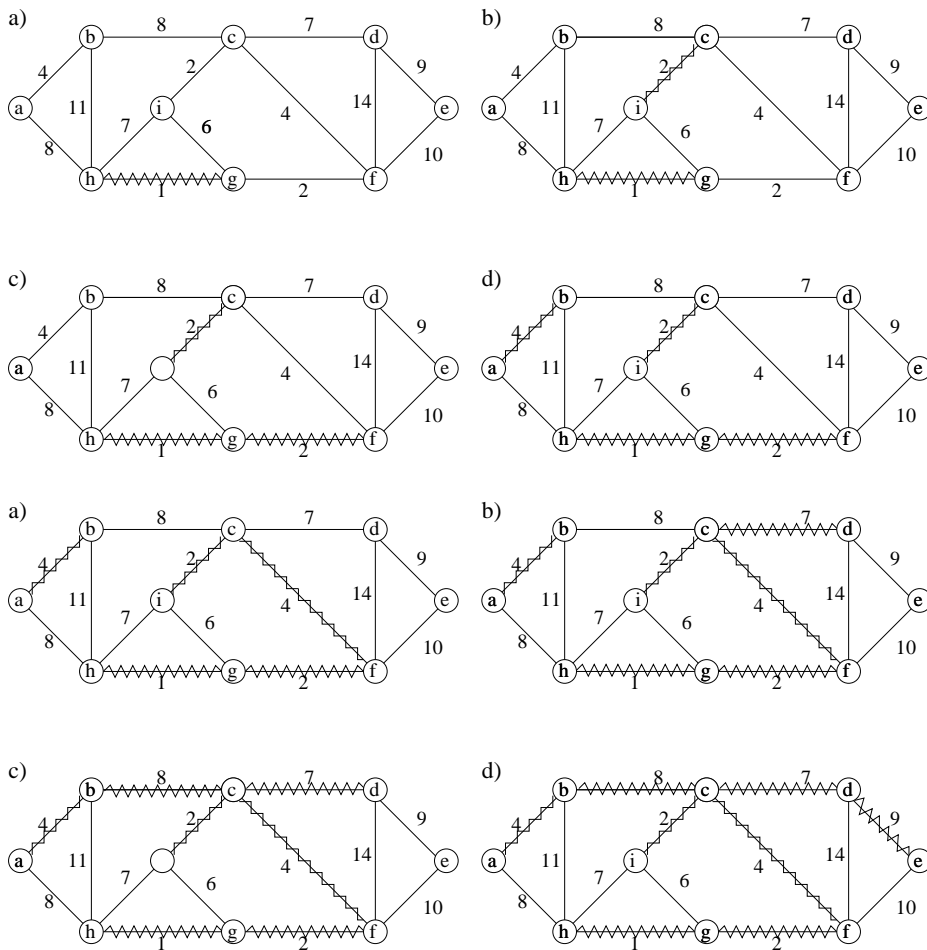 a) b)
8 7 8 7
b c d b c d
4 2 9 4 2 9
a 11 i 14 e a 11 i 14 e
7 6 4 7 6 4
8 10 8 10
h g f h g f
1 2 1 2
c) d)
8 7 8 7
b c d b c d
4 2 9 4 2 9
a 11 14 e a 11 i 14 e
7 6 4 7 6 4
8 10 8 10
h g f h g f
1 2 1 2
a) b)
8 7 8 7
b c d b c d
4 2 9 4 2 9
a 11 i 14 e a 11 i 14 e
7 6 4 7 6 4
8 10 8 10
h g f h g f
1 2 1 2
c) d)
8 7 8 7
b c d b c d
4 2 9 4 2 9
a 11 14 e a 11 i 14 e
7 6 4 7 6 4
8 10 8 10
h g f h g f
1 2 1 2